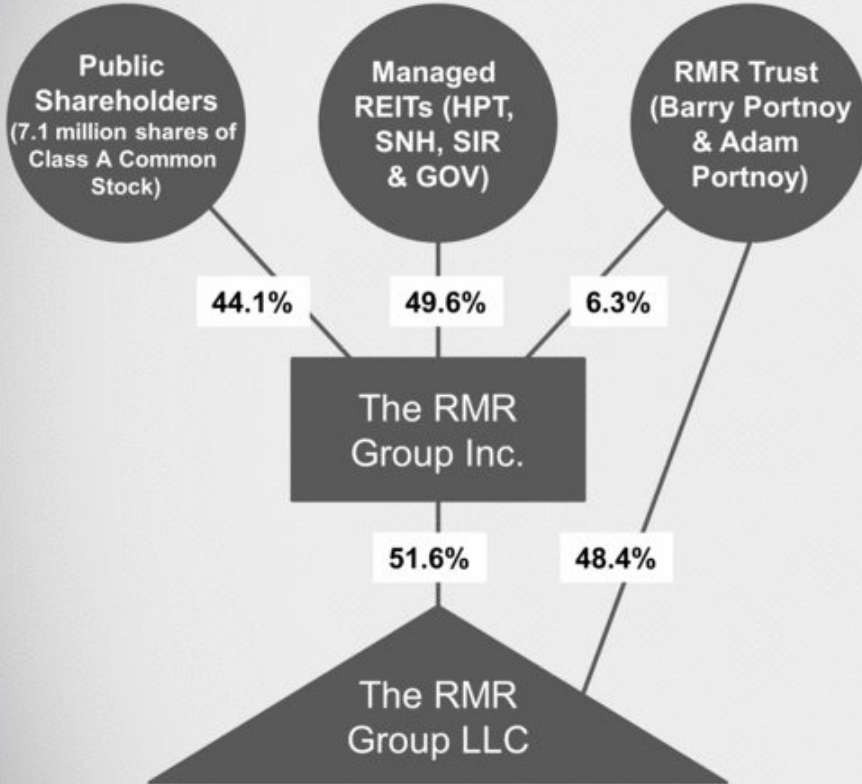 Public
Shareholders
(7.1 million shares of
Class A Common
Stock)
Managed
REITs (HPT,
SNH, SIR
& GOV)
RMR Trust
(Barry Portnoy
& Adam
Portnoy)
44.1%
49.6%
6.3%
The RMR
Group Inc.
51.6%
48.4%
The RMR
Group LLC